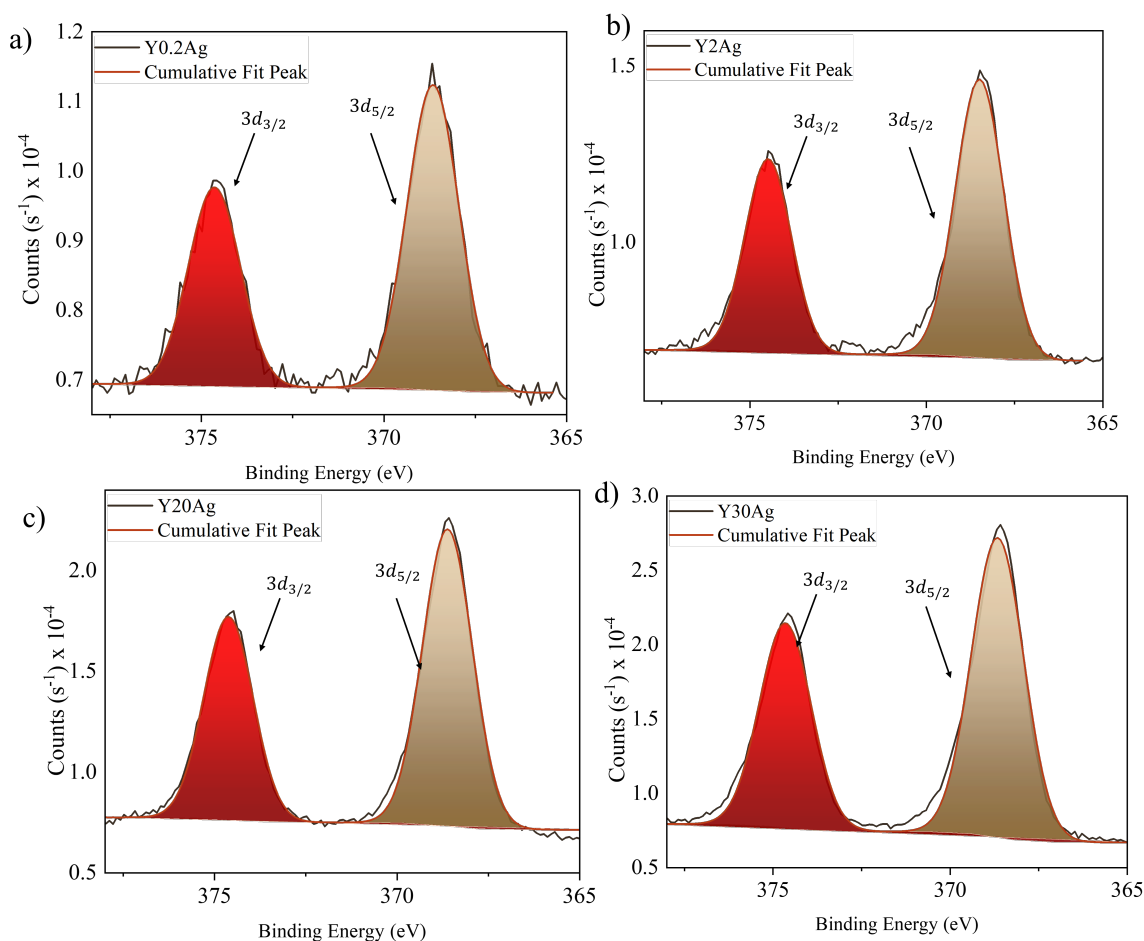 a)
Y0.2Ag
Cumulative Fit Peak
3d3/2
3d5/2
Counts (s-1) x 10-4
1.2
1.1
1.0
0.9
0.8
0.7
375
370
365
Binding Energy (eV)
b)
Y2Ag
Cumulative Fit Peak
3d3/2
3d5/2
Counts (s-1) x 10-4
1.5
1.0
375
370
365
Binding Energy (eV)
c)
Y20Ag
Cumulative Fit Peak
3d3/2
3d5/2
Counts (s-1) x 10-4
2.0
1.5
1.0
0.5
375
370
365
Binding Energy (eV)
d)
Y30Ag
Cumulative Fit Peak
3d3/2
3d5/2
Counts (s-1) x 10-4
3.0
2.5
2.0
1.5
1.0
0.5
375
370
365
Binding Energy (eV)